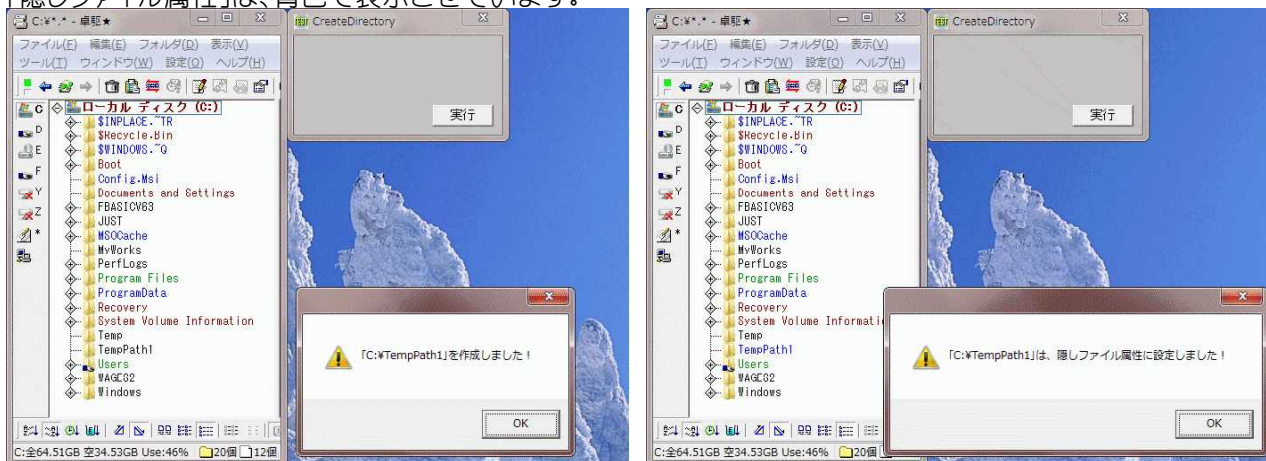 「隠しファイル属性」は、青色で表示させています。
C:¥*.* - 卓駆★
ファイル(F) 編集(E) フォルダ(D) 表示(V)
ツール(T) ウィンドウ(W) 設定(O) ヘルプ(H)
C
D
E
F
Y
Z
*
ローカル ディスク (C:)
$INPLACE.~TR
$Recycle.Bin
$WINDOWS.~Q
Boot
Config.Msi
Documents and Settings
FBASICV63
JUST
MSOCache
MyWorks
PerfLogs
Program Files
ProgramData
Recovery
System Volume Information
Temp
TempPath1
Users
WAGES2
Windows
C:全64.51GB 空34.53GB Use:46% 20個 12個
CreateDirectory
実行
「C:¥TempPath1」を作成しました!
OK
C:¥*.* - 卓駆★
ファイル(F) 編集(E) フォルダ(D) 表示(V)
ツール(T) ウィンドウ(W) 設定(O) ヘルプ(H)
C
D
E
F
Y
Z
*
ローカル ディスク (C:)
$INPLACE.~TR
$Recycle.Bin
$WINDOWS.~Q
Boot
Config.Msi
Documents and Settings
FBASICV63
JUST
MSOCache
MyWorks
PerfLogs
Program Files
ProgramData
Recovery
System Volume Informati
Temp
TempPath1
Users
WAGES2
Windows
C:全64.51GB 空34.53GB Use:46% 20個
CreateDirectory
実行
「C:¥TempPath1」は、隠しファイル属性に設定しました!
OK